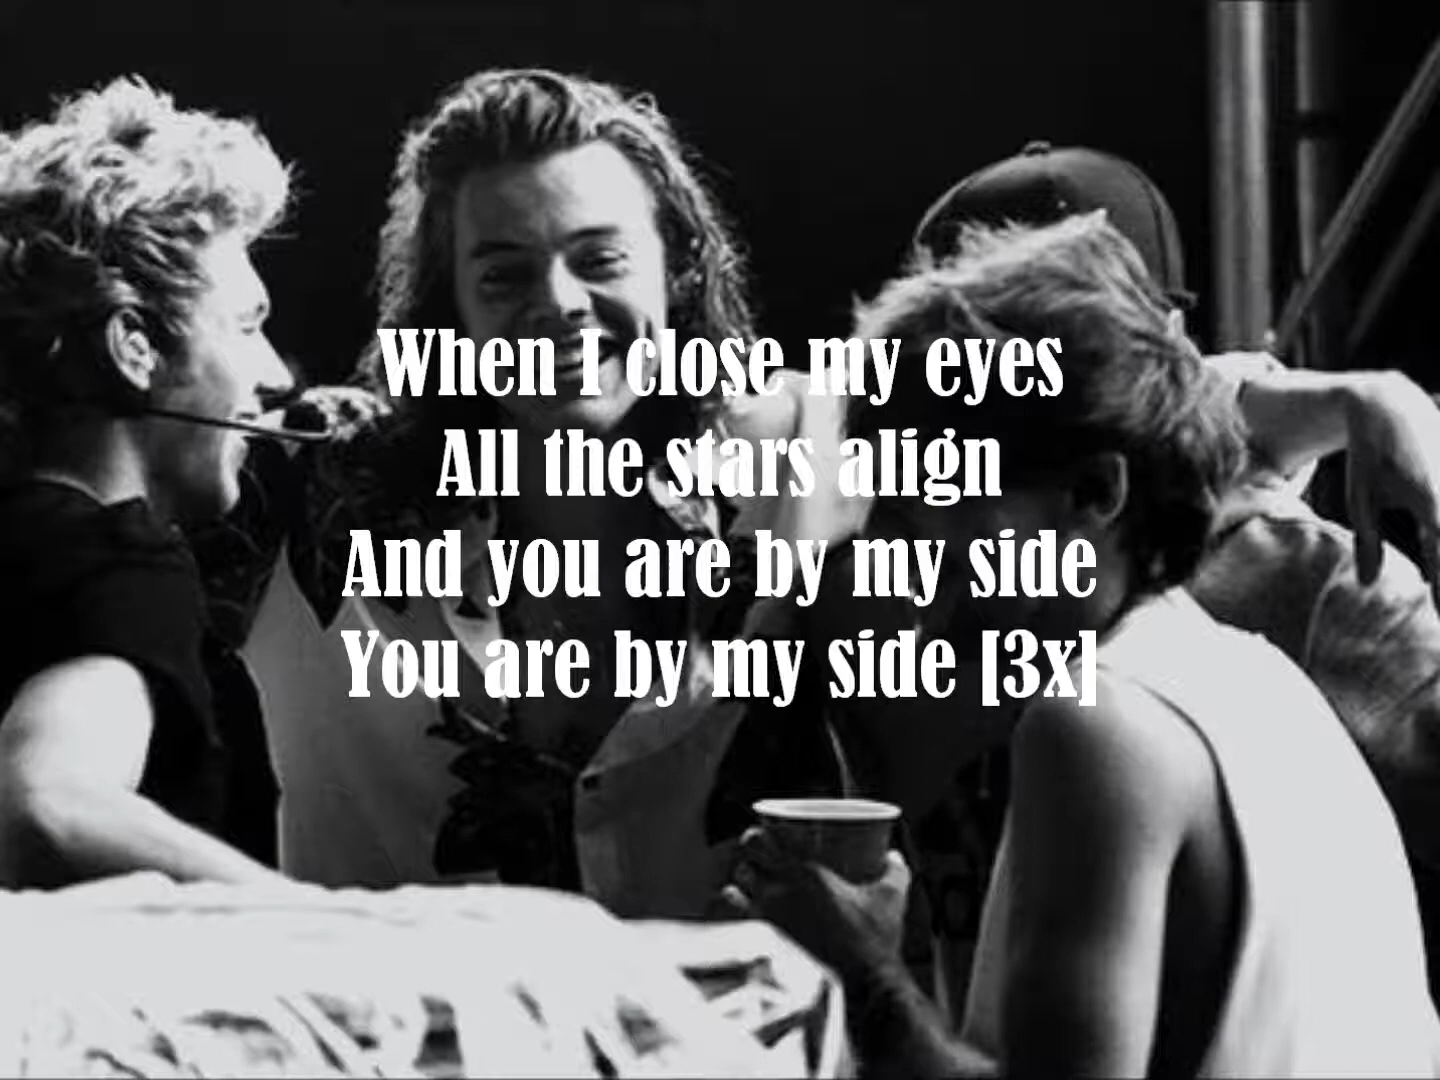 When I close my eyes
All the stars align
And you are by my side
You are by my side [3x]